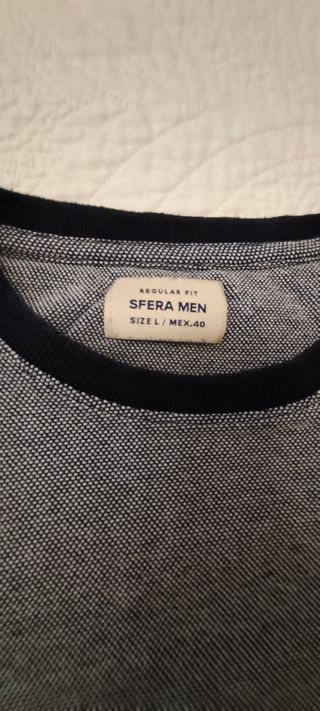 REGULAR FIT
SFERA MEN
SIZE L / MEX.40